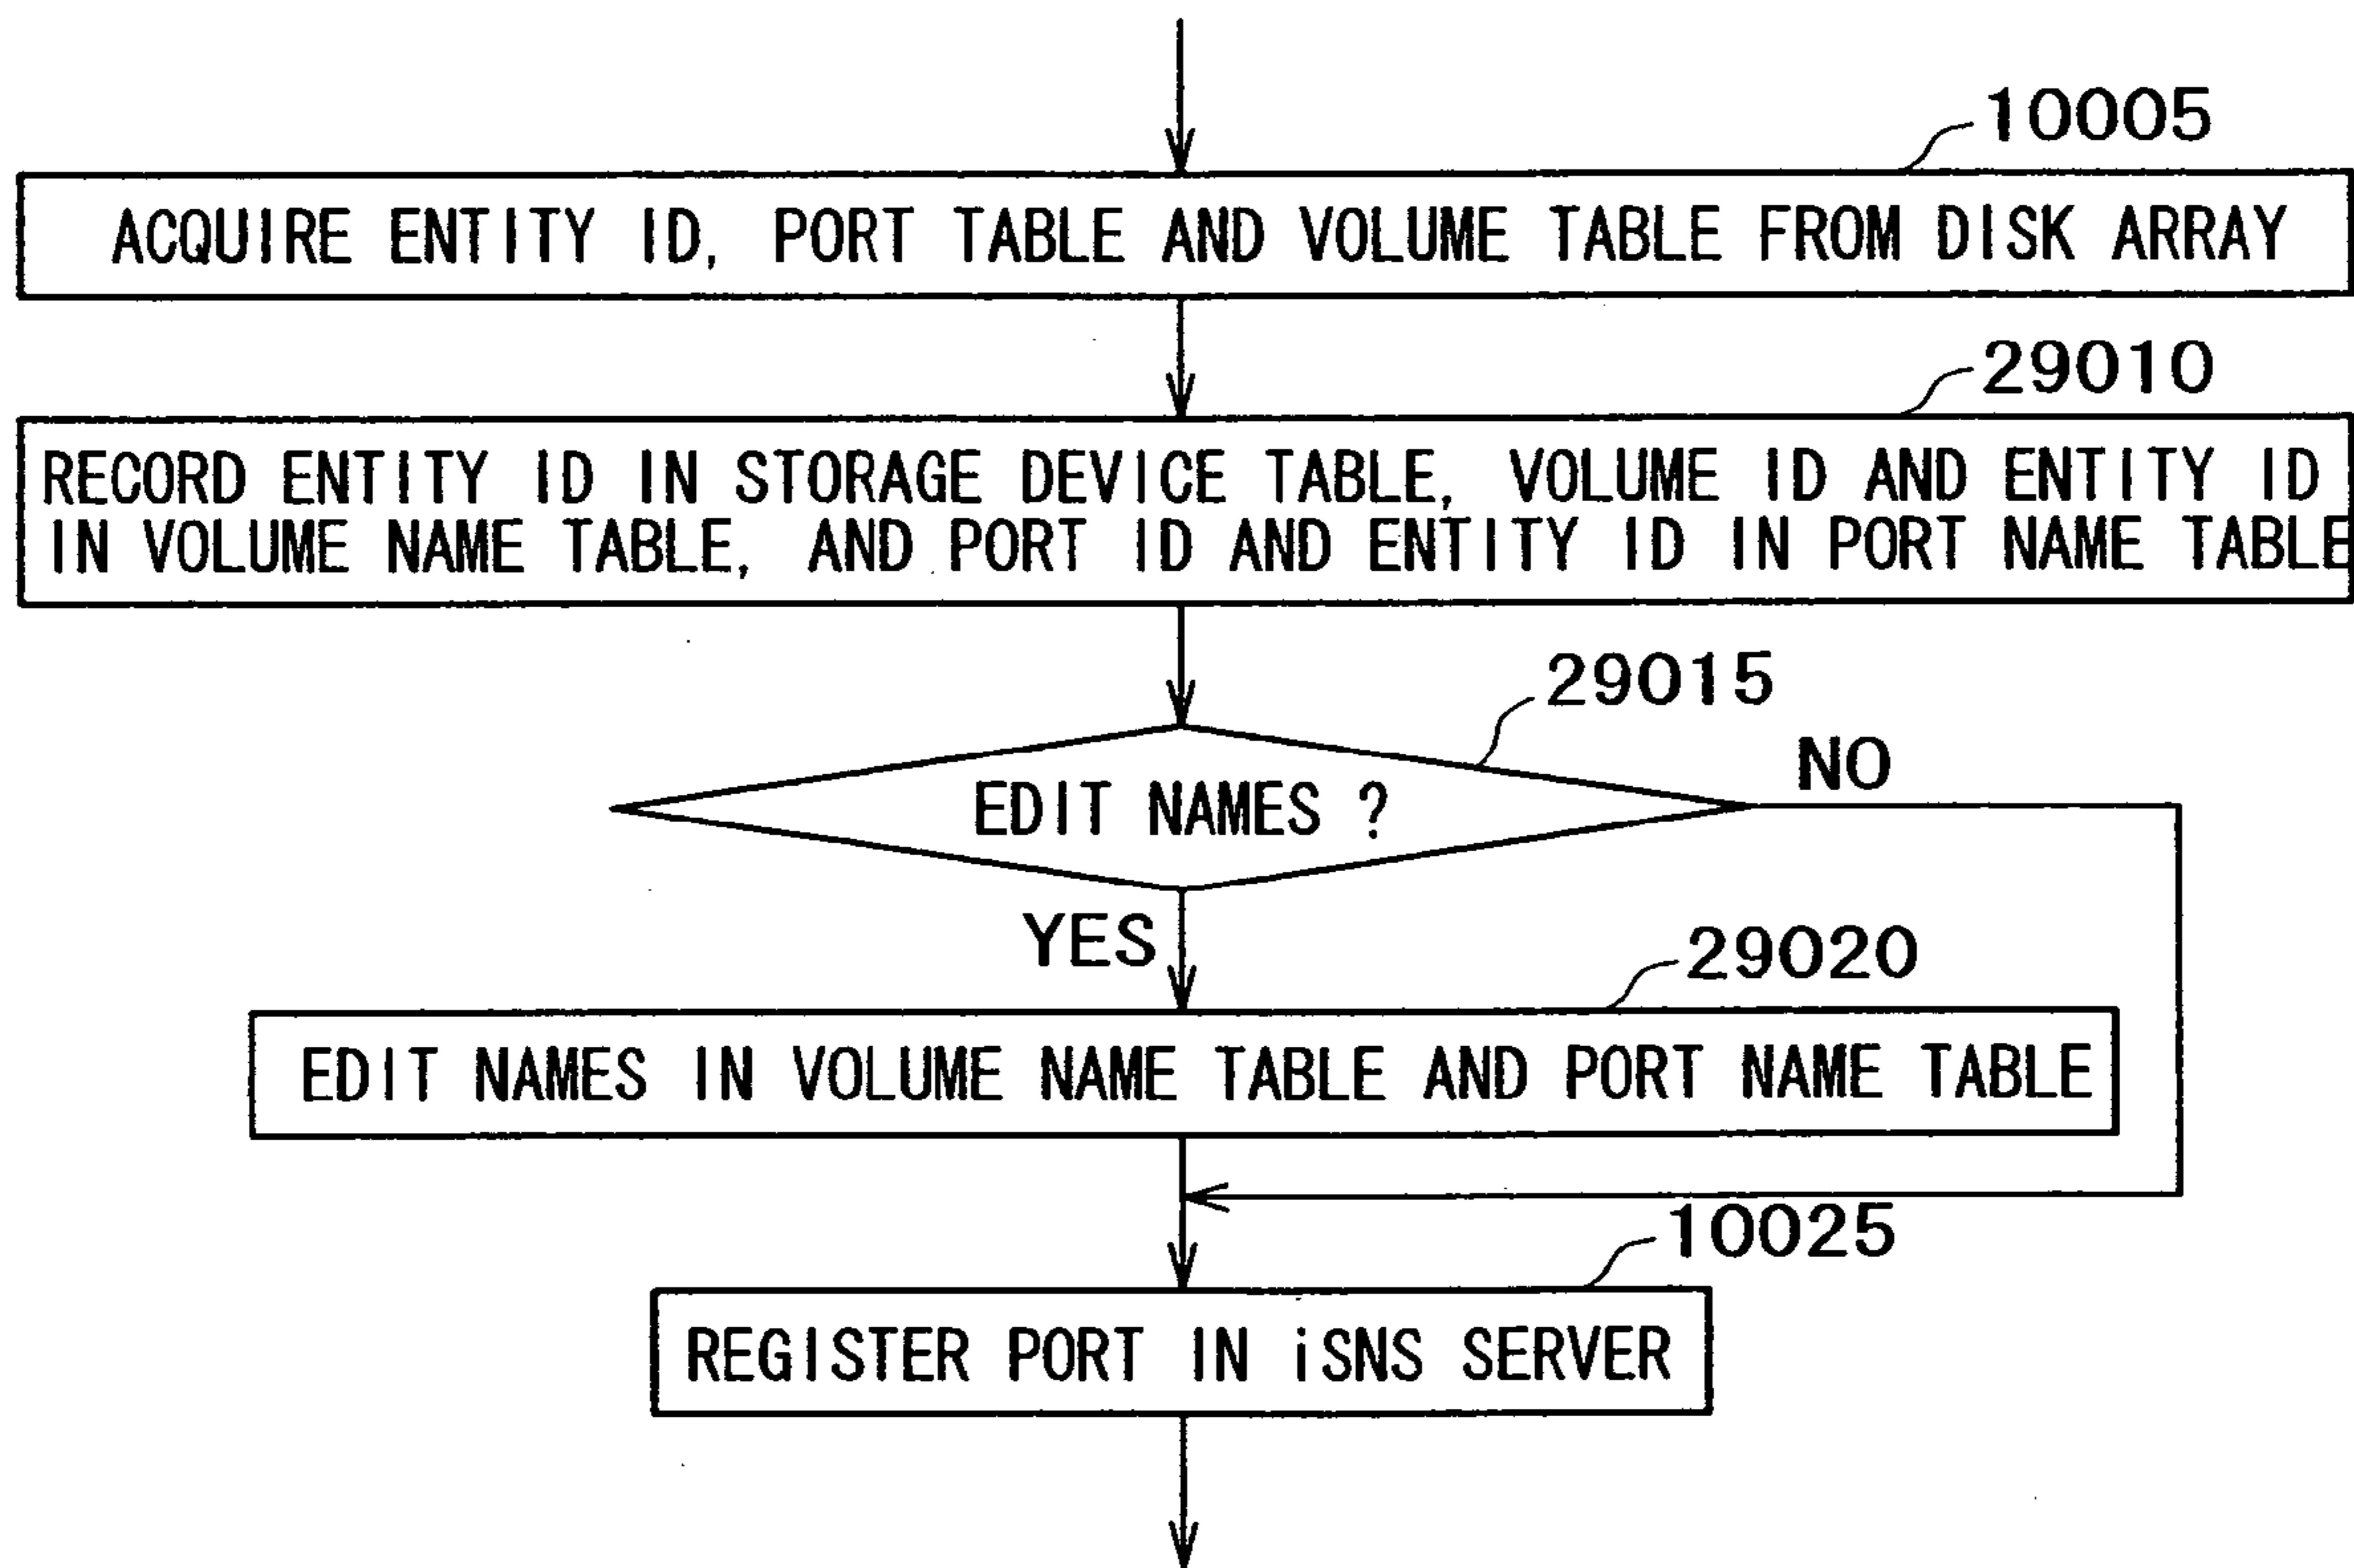 10005
ACQUIRE ENTITY ID, PORT TABLE AND VOLUME TABLE FROM DISK ARRAY
29010
RECORD ENTITY ID IN STORAGE DEVICE TABLE, VOLUME ID AND ENTITY ID
IN VOLUME NAME TABLE, AND PORT ID AND ENTITY ID IN PORT NAME TABLE
29015
NO
EDIT NAMES ?
YES
29020
EDIT NAMES IN VOLUME NAME TABLE AND PORT NAME TABLE
10025
REGISTER PORT IN iSNS SERVER